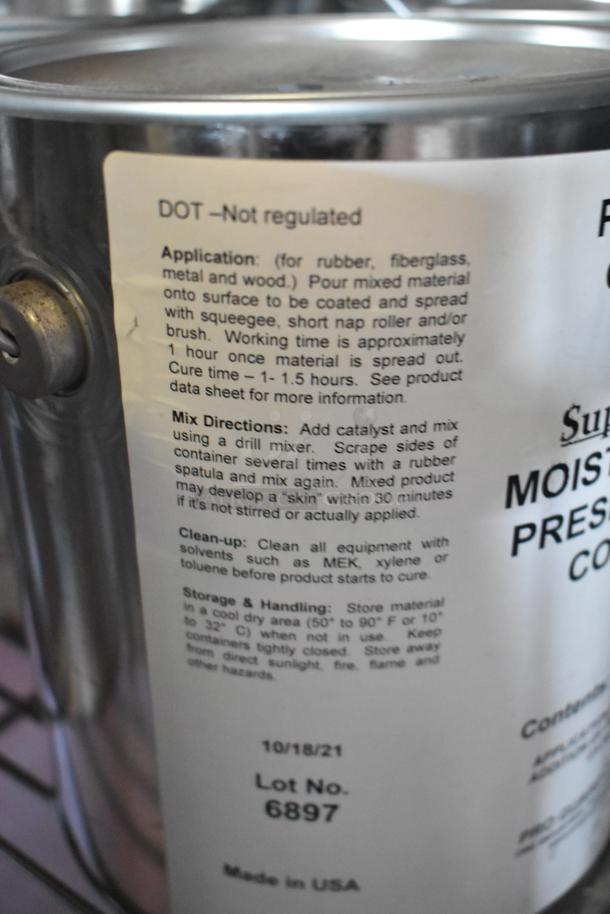 DOT –Not regulated
Application: (for rubber, fiberglass,
metal and wood.) Pour mixed material
onto surface to be coated and spread
with squeegee, short nap roller and/or
brush. Working time is approximately
1 hour once material is spread out.
Cure time – 1- 1.5 hours. See product
data sheet for more information.
Mix Directions: Add catalyst and mix
using a drill mixer. Scrape sides of
container several times with a rubber
spatula and mix again. Mixed product
may develop a "skin" within 30 minutes
if it's not stirred or actually applied.
Clean-up: Clean all equipment with
solvents such as MEK, xylene or
toluene before product starts to cure.
Storage & Handling: Store material
in a cool dry area (50° to 90° F or 10°
to 32° C) when not in use. Keep
containers tightly closed. Store away
from direct sunlight, fire, flame and
other hazards.
10/18/21
Lot No.
6897
Made in USA
Sup
MOIST
PRES
CO
Contents